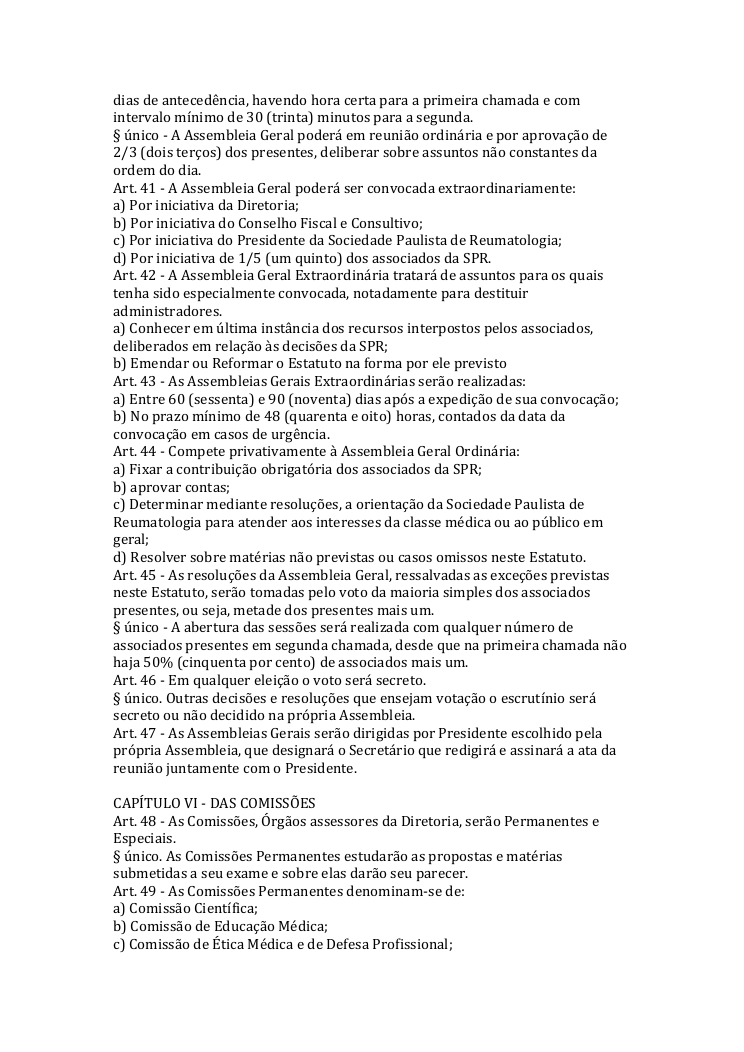 dias de antecedência, havendo hora certa para a primeira chamada e com
intervalo mínimo de 30 (trinta) minutos para a segunda.
§ único - A Assembleia Geral poderá em reunião ordinária e por aprovação de
2/3 (dois terços) dos presentes, deliberar sobre assuntos não constantes da
ordem do dia.
Art. 41 - A Assembleia Geral poderá ser convocada extraordinariamente:
a) Por iniciativa da Diretoria;
b) Por iniciativa do Conselho Fiscal e Consultivo;
c) Por iniciativa do Presidente da Sociedade Paulista de Reumatologia;
d) Por iniciativa de 1/5 (um quinto) dos associados da SPR.
Art. 42 - A Assembleia Geral Extraordinária tratará de assuntos para os quais
tenha sido especialmente convocada, notadamente para destituir
administradores.
a) Conhecer em última instância dos recursos interpostos pelos associados,
deliberados em relação às decisões da SPR;
b) Emendar ou Reformar o Estatuto na forma por ele previsto
Art. 43 - As Assembleias Gerais Extraordinárias serão realizadas:
a) Entre 60 (sessenta) e 90 (noventa) dias após a expedição de sua convocação;
b) No prazo mínimo de 48 (quarenta e oito) horas, contados da data da
convocação em casos de urgência.
Art. 44 - Compete privativamente à Assembleia Geral Ordinária:
a) Fixar a contribuição obrigatória dos associados da SPR;
b) aprovar contas;
c) Determinar mediante resoluções, a orientação da Sociedade Paulista de
Reumatologia para atender aos interesses da classe médica ou ao público em
geral;
d) Resolver sobre matérias não previstas ou casos omissos neste Estatuto.
Art. 45 - As resoluções da Assembleia Geral, ressalvadas as exceções previstas
neste Estatuto, serão tomadas pelo voto da maioria simples dos associados
presentes, ou seja, metade dos presentes mais um.
§ único - A abertura das sessões será realizada com qualquer número de
associados presentes em segunda chamada, desde que na primeira chamada não
haja 50% (cinquenta por cento) de associados mais um.
Art. 46 - Em qualquer eleição o voto será secreto.
§ único. Outras decisões e resoluções que ensejam votação o escrutínio será
secreto ou não decidido na própria Assembleia.
Art. 47 - As Assembleias Gerais serão dirigidas por Presidente escolhido pela
própria Assembleia, que designará o Secretário que redigirá e assinará a ata da
reunião juntamente com o Presidente.
CAPÍTULO VI - DAS COMISSÕES
Art. 48 - As Comissões, Órgãos assessores da Diretoria, serão Permanentes e
Especiais.
§ único. As Comissões Permanentes estudarão as propostas e matérias
submetidas a seu exame e sobre elas darão seu parecer.
Art. 49 - As Comissões Permanentes denominam-se de:
a) Comissão Científica;
b) Comissão de Educação Médica;
c) Comissão de Ética Médica e de Defesa Profissional;